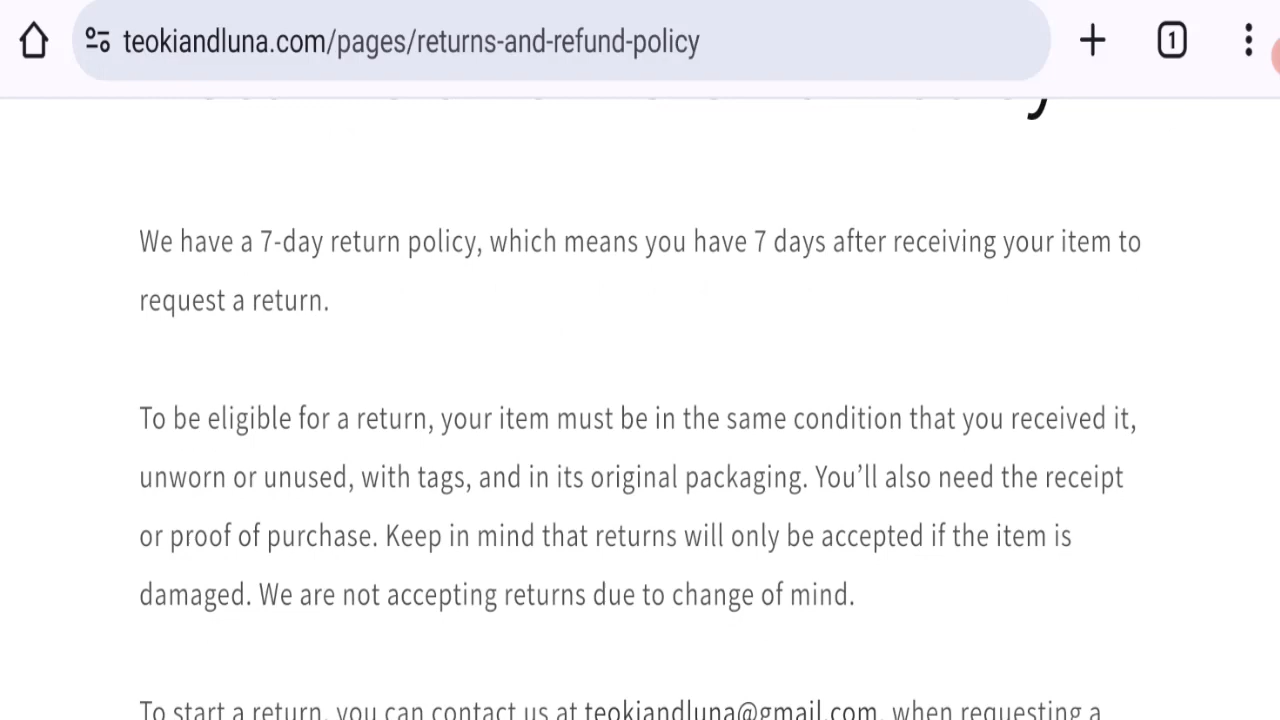 teokiandluna.com/pages/returns-and-refund-policy
1
We have a 7-day return policy, which means you have 7 days after receiving your item to
request a return.
To be eligible for a return, your item must be in the same condition that you received it,
unworn or unused, with tags, and in its original packaging. You’ll also need the receipt
or proof of purchase. Keep in mind that returns will only be accepted if the item is
damaged. We are not accepting returns due to change of mind.
To start a return, you can contact us at teokiandluna@gmail.com, when requesting a